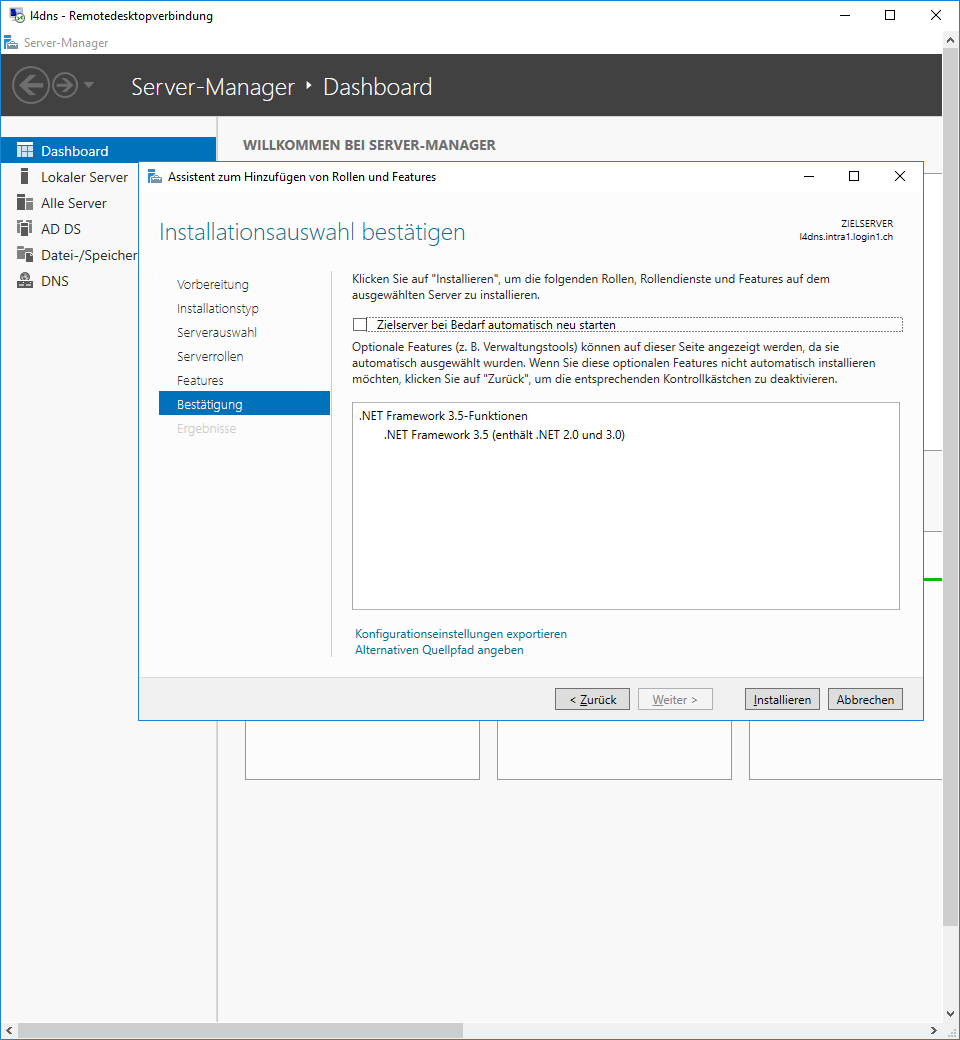 l4dns - Remotedesktopverbindung
Server-Manager
Server-Manager ‣ Dashboard
Dashboard
Lokaler Server
Alle Server
AD DS
Datei-/Speicher
DNS
WILLKOMMEN BEI SERVER-MANAGER
Assistent zum Hinzufügen von Rollen und Features
Installationsauswahl bestätigen
ZIELSERVER
l4dns.intra1.login1.ch
Vorbereitung
Installationstyp
Serverauswahl
Serverrollen
Features
Bestätigung
Ergebnisse
Klicken Sie auf "Installieren", um die folgenden Rollen, Rollendienste und Features auf dem
ausgewählten Server zu installieren.
Zielserver bei Bedarf automatisch neu starten
Optionale Features (z. B. Verwaltungstools) können auf dieser Seite angezeigt werden, da sie
automatisch ausgewählt wurden. Wenn Sie diese optionalen Features nicht automatisch installieren
möchten, klicken Sie auf "Zurück", um die entsprechenden Kontrollkästchen zu deaktivieren.
.NET Framework 3.5-Funktionen
.NET Framework 3.5 (enthält .NET 2.0 und 3.0)
Konfigurationseinstellungen exportieren
Alternativen Quellpfad angeben
< Zurück
Weiter >
Installieren
Abbrechen